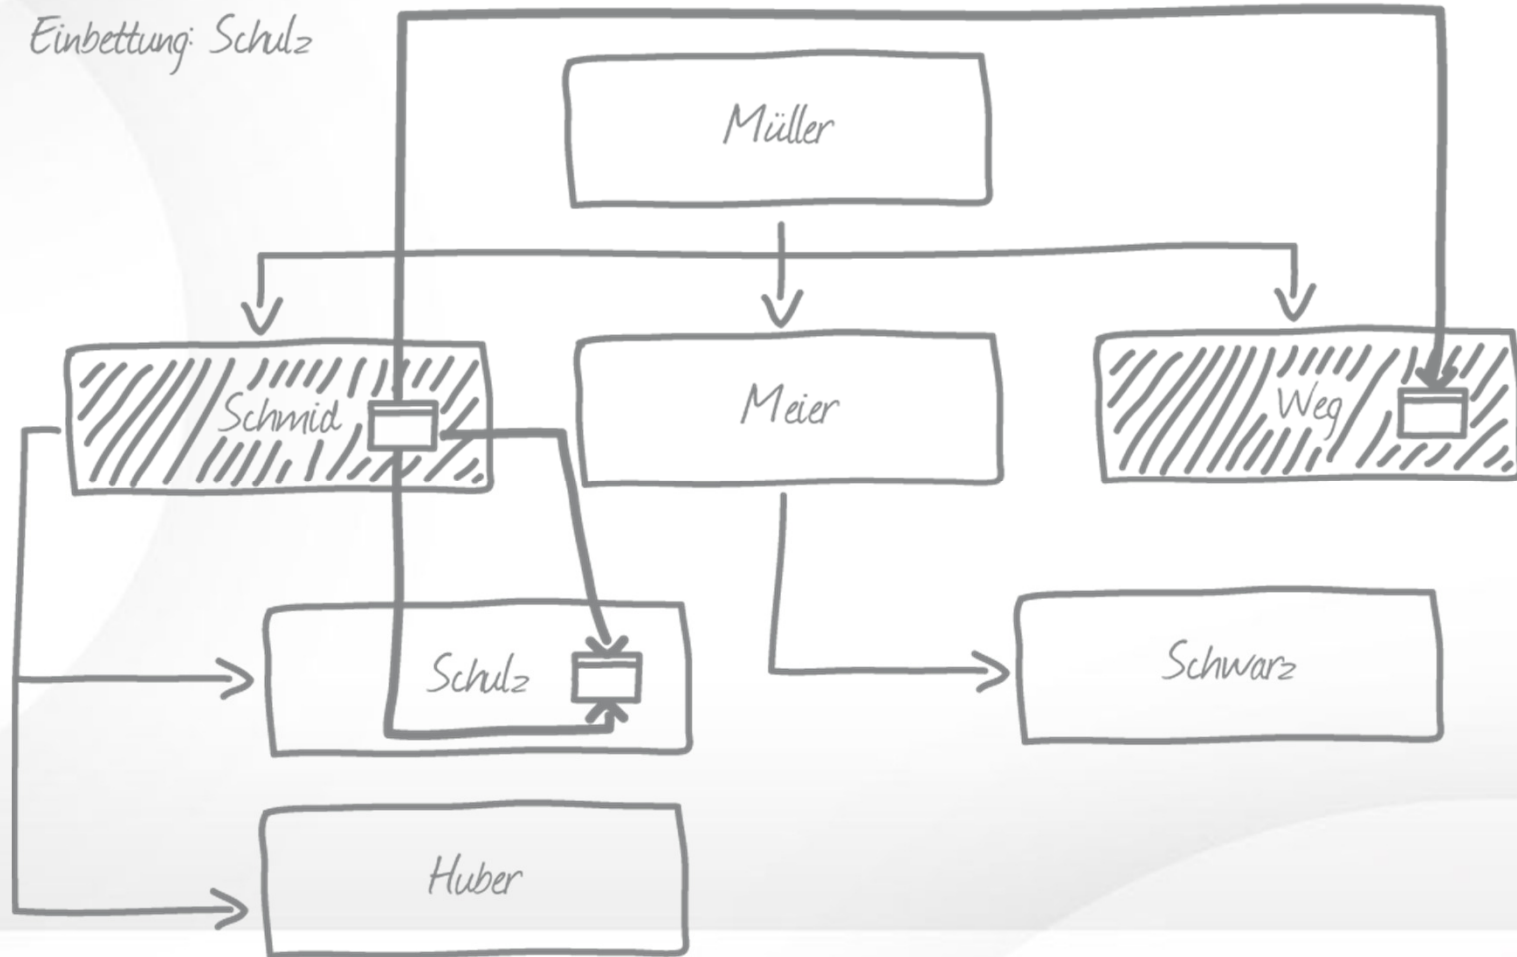 Einbettung: Schulz
Müller
Schmid
Meier
Weg
Schulz
Schwarz
Huber